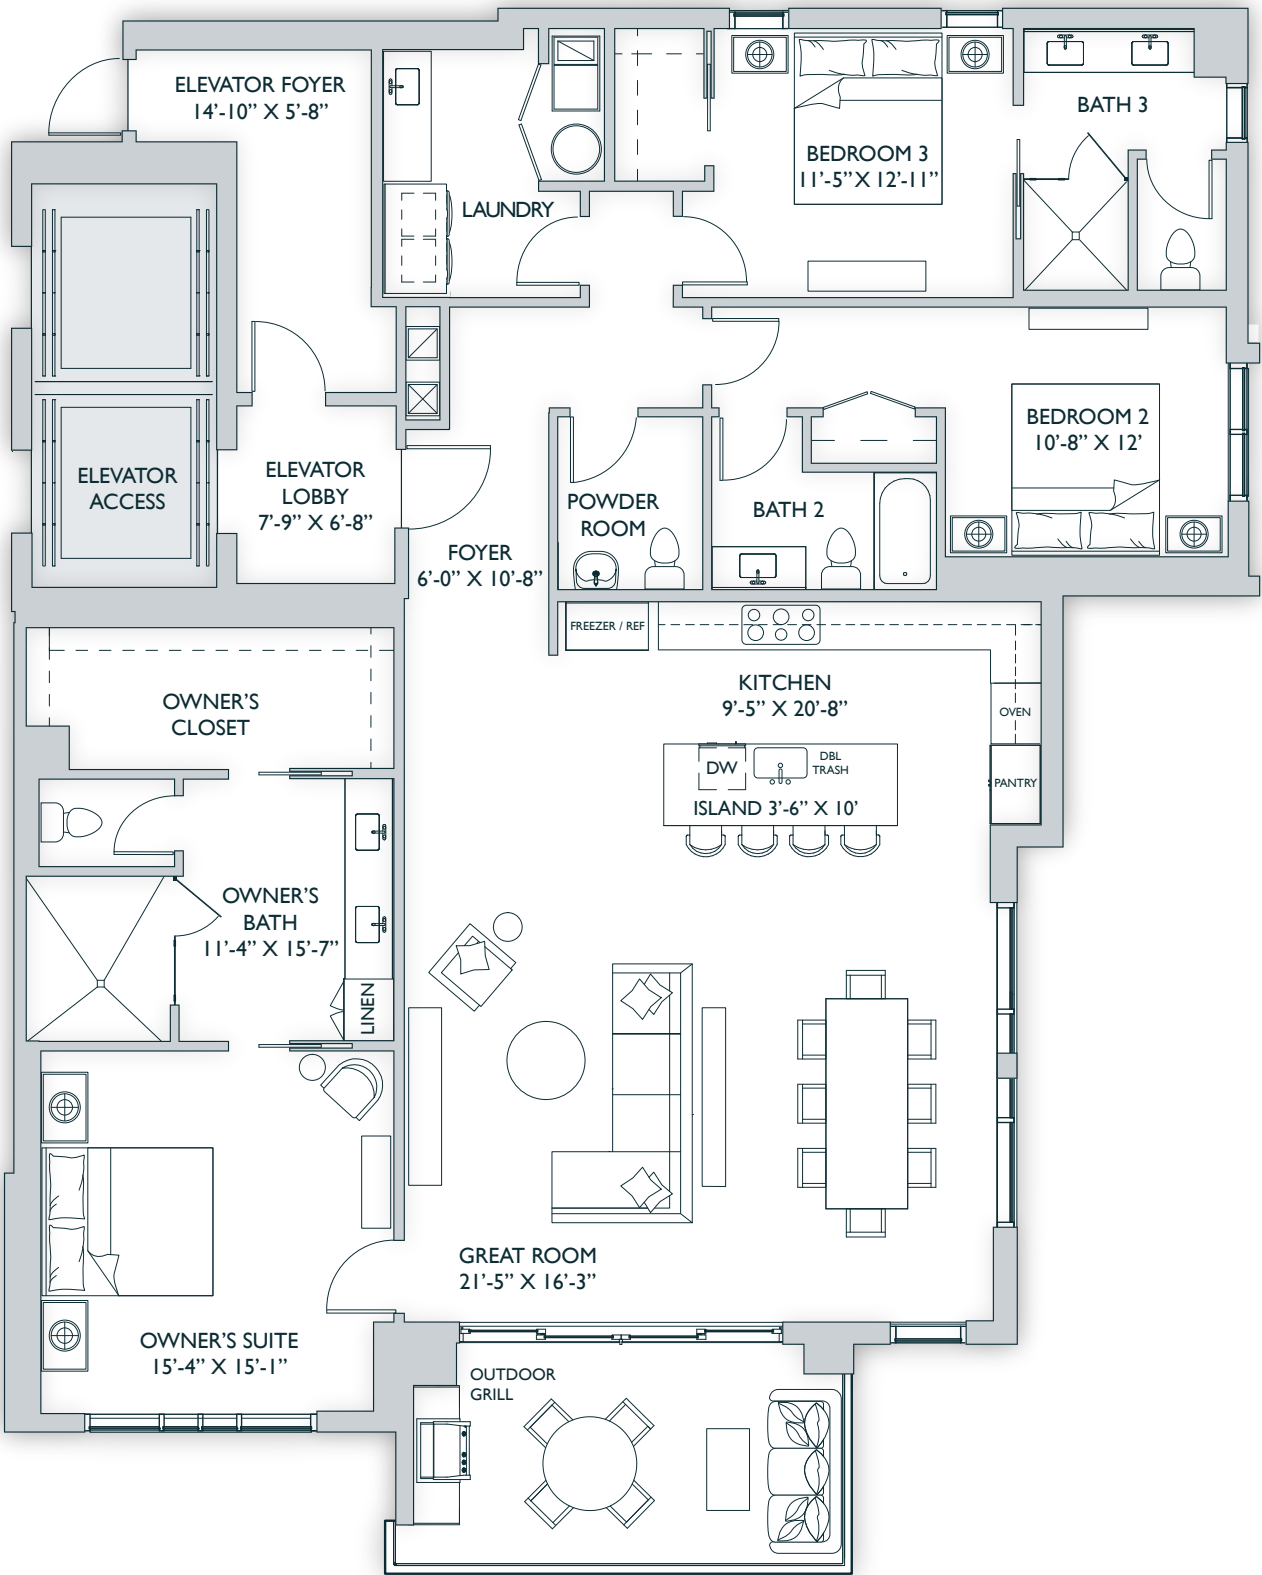 ELEVATOR FOYER
14'-10" X 5'-8"
BATH 3
BEDROOM 3
11'-5" X 12'-11"
LAUNDRY
BEDROOM 2
10'-8" X 12'
ELEVATOR
ACCESS
ELEVATOR
LOBBY
7'-9" X 6'-8"
POWDER
ROOM
BATH 2
FOYER
6'-0" X 10'-8"
FREEZER / REF
KITCHEN
9'-5" X 20'-8"
OWNER'S
CLOSET
OVEN
DW
DBL
TRASH
PANTRY
ISLAND 3'-6" X 10'
OWNER'S
BATH
11'-4" X 15'-7"
LINEN
GREAT ROOM
21'-5" X 16'-3"
OWNER'S SUITE
15'-4" X 15'-1"
OUTDOOR
GRILL